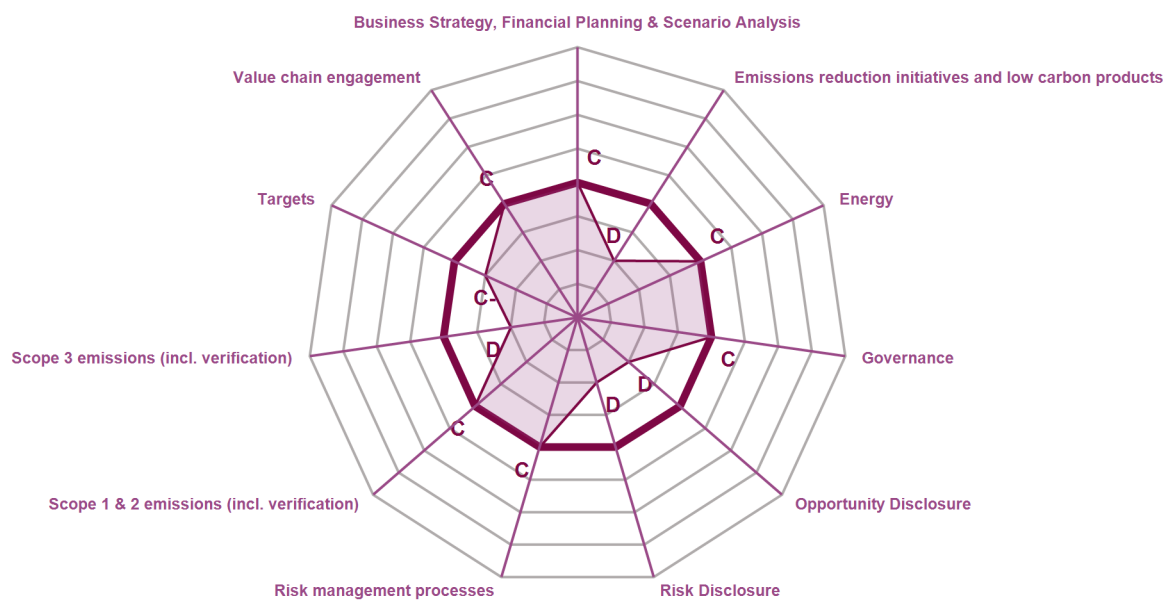 Business Strategy, Financial Planning & Scenario Analysis
Value chain engagement
Emissions reduction initiatives and low carbon products
C
C
Targets
Energy
D
C
C-
Scope 3 emissions (incl. verification)
D
C
Governance
D
D
C
C
Scope 1 & 2 emissions (incl. verification)
Opportunity Disclosure
Risk management processes
Risk Disclosure